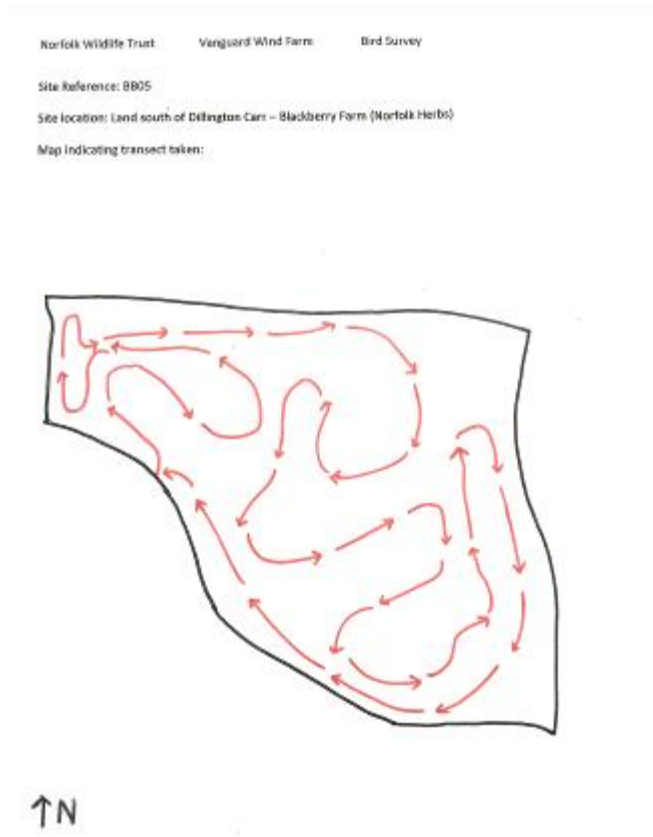 Norfolk Wildlife Trust Vanguard Wind Farm Bird Survey
Site Reference: BB05
Site location: Land south of Dillington Carr – Blackberry Farm (Norfolk Herbs)
Map indicating transect taken:
↑N